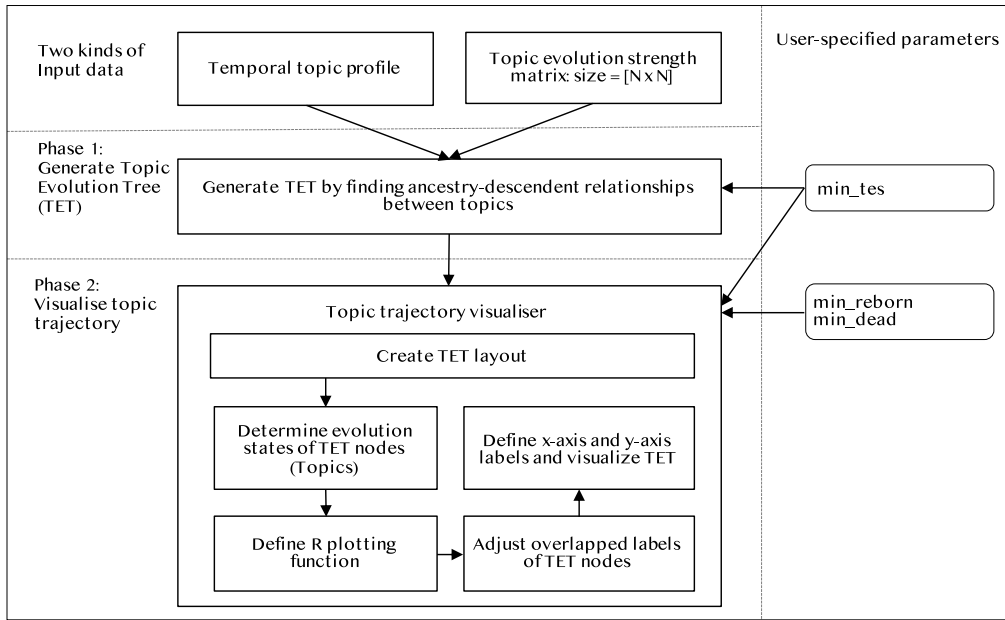 Two kinds of
Input data
Temporal topic profile
Topic evolution strength
matrix: size = [N x N]
User-specified parameters
Phase 1:
Generate Topic
Evolution Tree
(TET)
Generate TET by finding ancestry-descendent relationships
between topics
min_tes
Phase 2:
Visualise topic
trajectory
Topic trajectory visualiser
min_reborn
min_dead
Create TET layout
Determine evolution
states of TET nodes
(Topics)
Define x-axis and y-axis
labels and visualize TET
Define R plotting
function
Adjust overlapped labels
of TET nodes